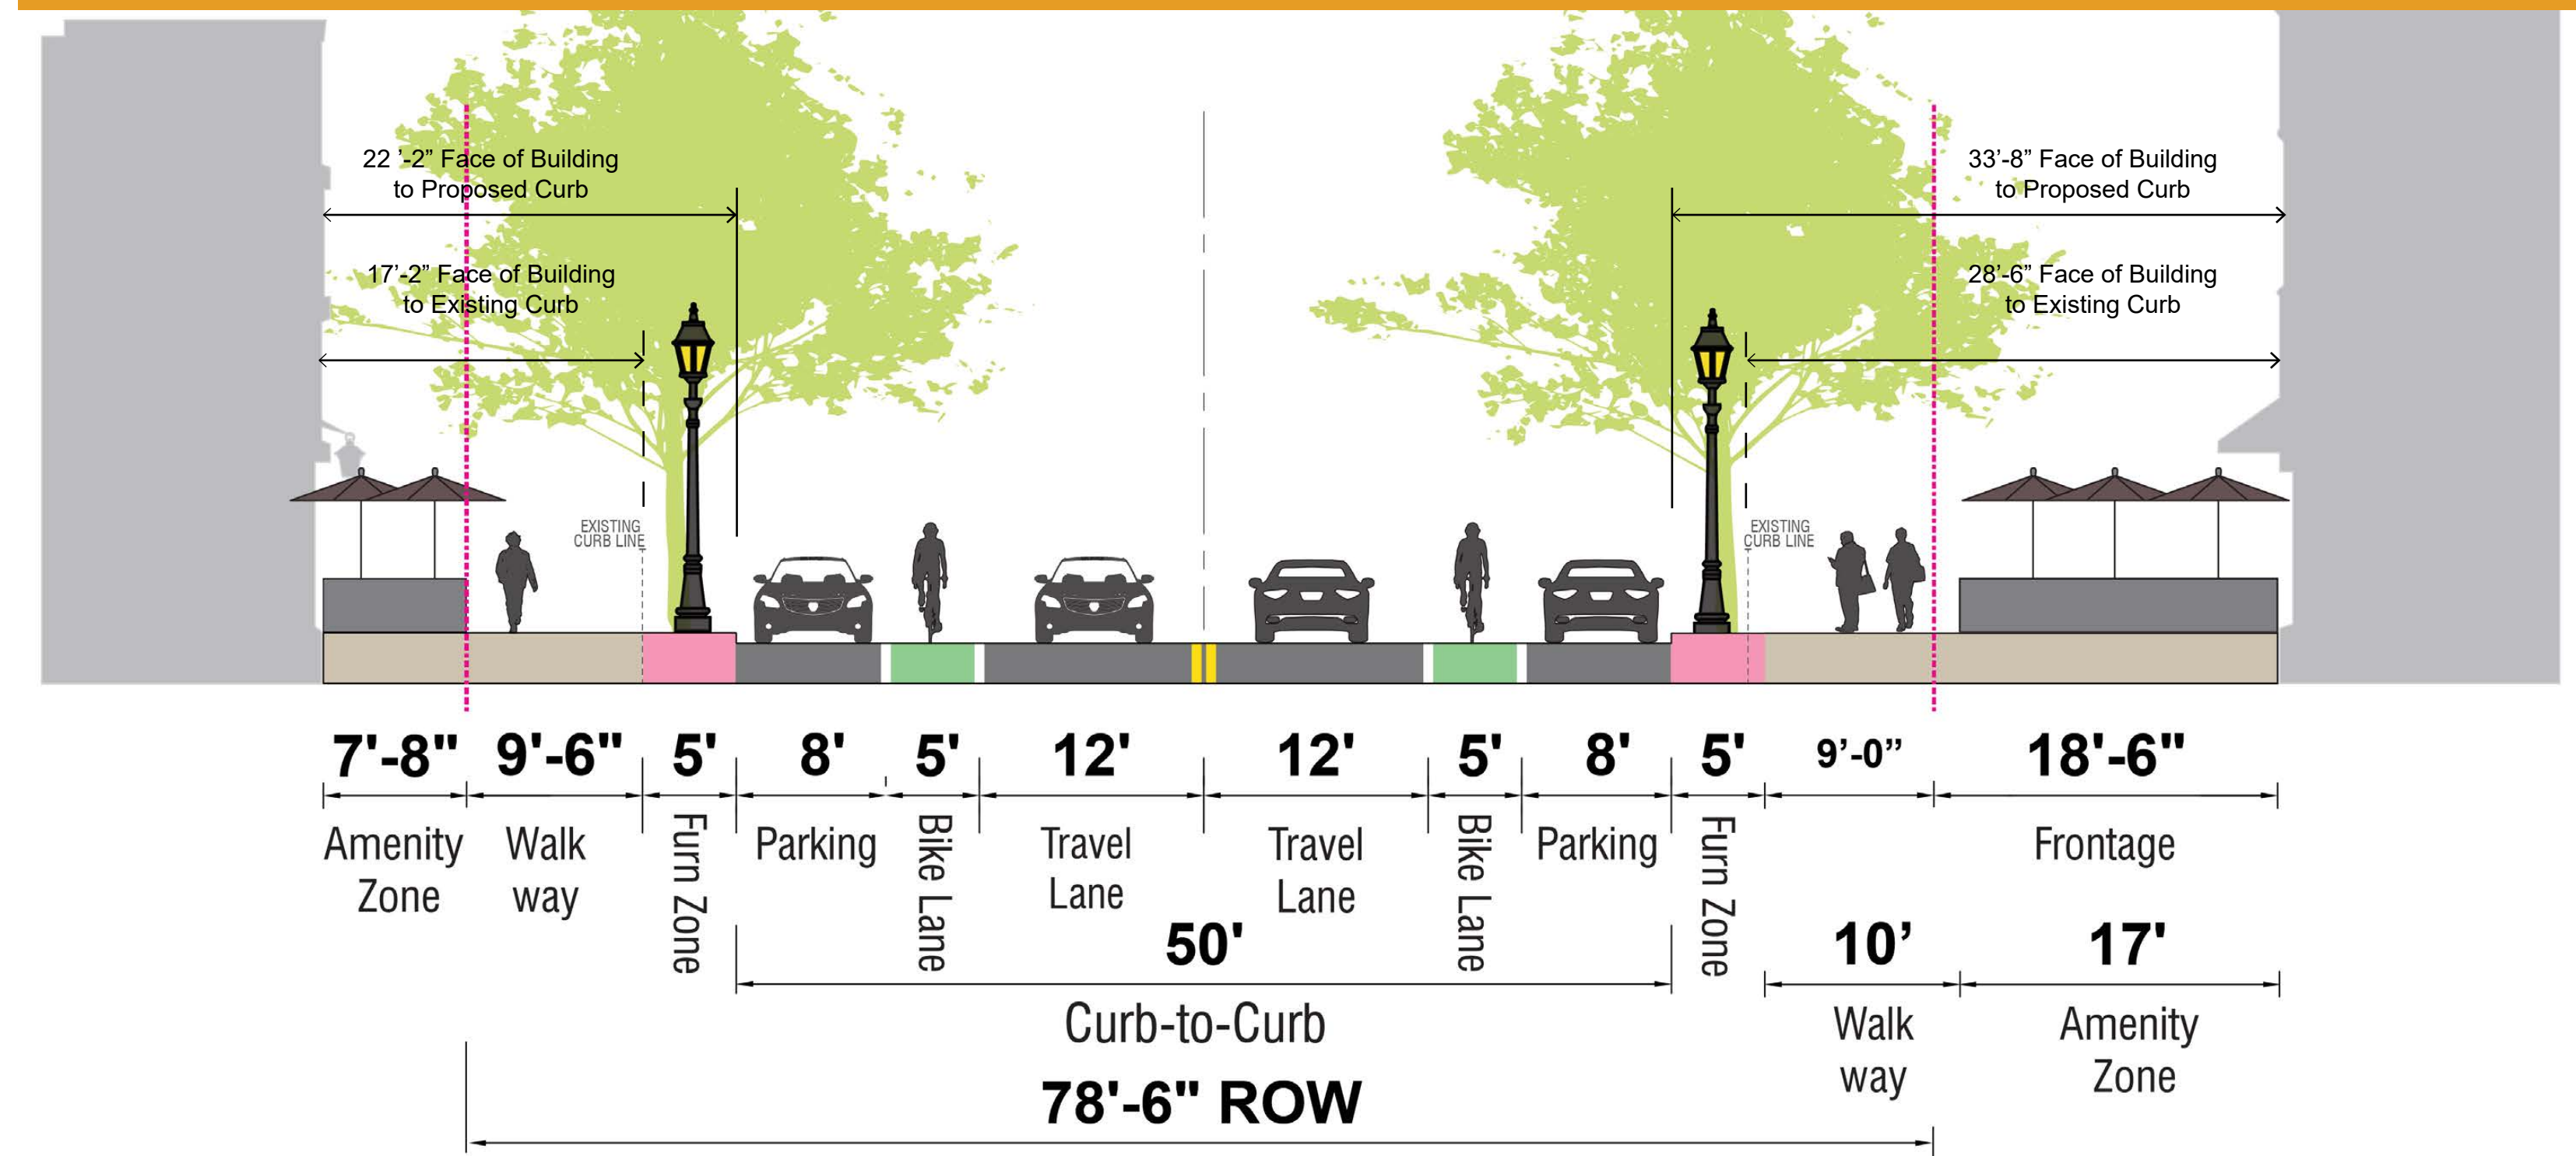 22 ’-2” Face of Building
to Proposed Curb
33’-8” Face of Building
to Proposed Curb
17’-2” Face of Building
to Existing Curb
28’-6” Face of Building
to Existing Curb
EXISTING
CURB LINE
EXISTING
CURB LINE
7'-8" 9'-6" 5' 8' 5' 12' 12' 5' 8' 5' 9’-0” 18'-6"
Amenity
Zone
Walk
way
Furn Zone
Parking
Bike Lane
Travel
Lane
Travel
Lane
Bike Lane
Parking
Furn Zone
Frontage
50'
Curb-to-Curb
10’
Walk
way
17'
Amenity
Zone
78'-6" ROW